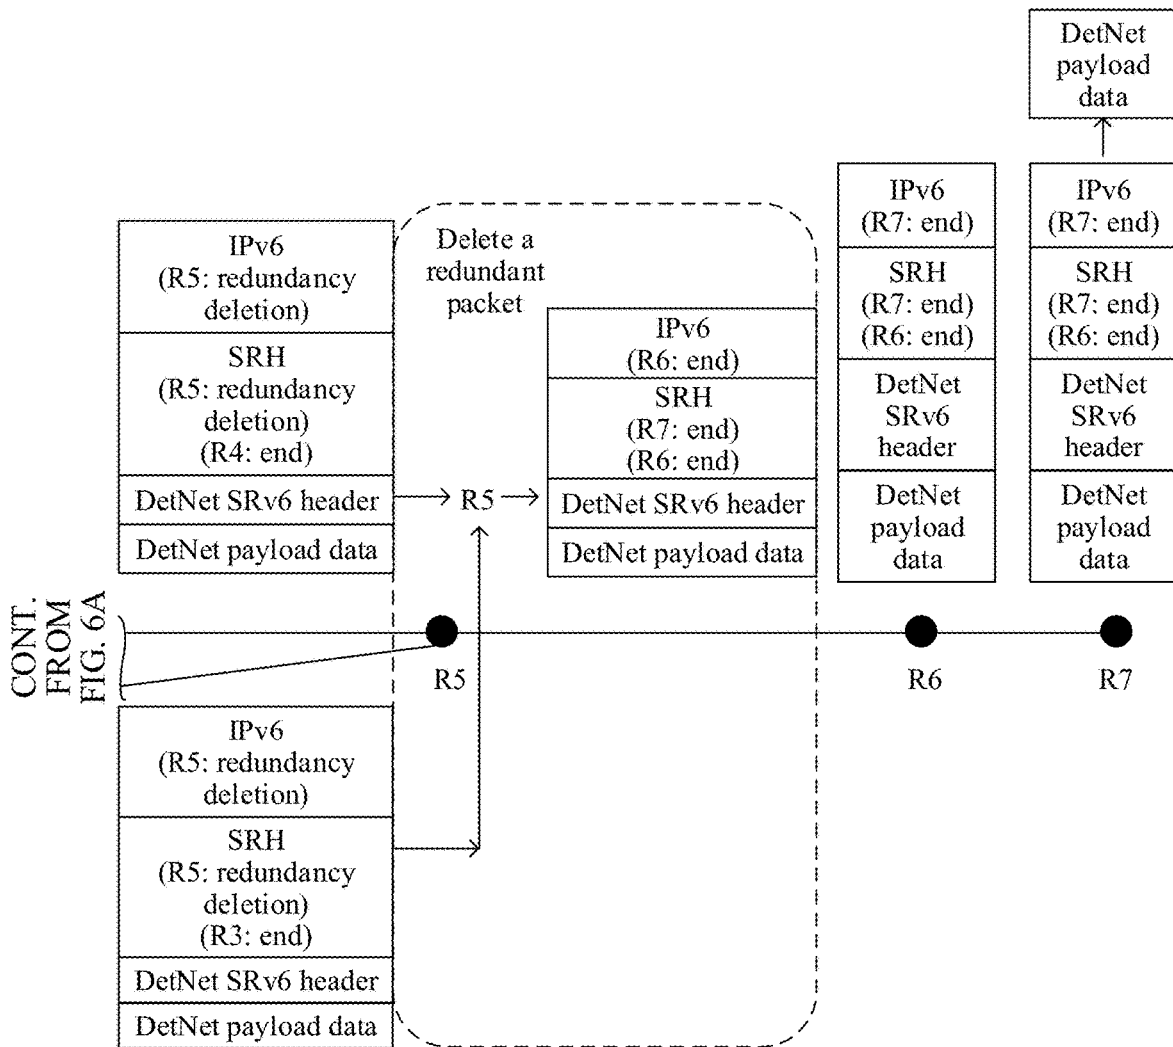 DetNet
payload
data
IPv6
(R5: redundancy
deletion)
SRH
(R5: redundancy
deletion)
(R4: end)
DetNet SRv6 header
DetNet payload data
Delete a
redundant
packet
R5
IPv6
(R6: end)
SRH
(R7: end)
(R6: end)
DetNet SRv6 header
DetNet payload data
IPv6
(R7: end)
SRH
(R7: end)
(R6: end)
DetNet
SRv6
header
DetNet
payload
data
IPv6
(R7: end)
SRH
(R7: end)
(R6: end)
DetNet
SRv6
header
DetNet
payload
data
CONT.
FROM
FIG. 6A
R5
R6
R7
IPv6
(R5: redundancy
deletion)
SRH
(R5: redundancy
deletion)
(R3: end)
DetNet SRv6 header
DetNet payload data